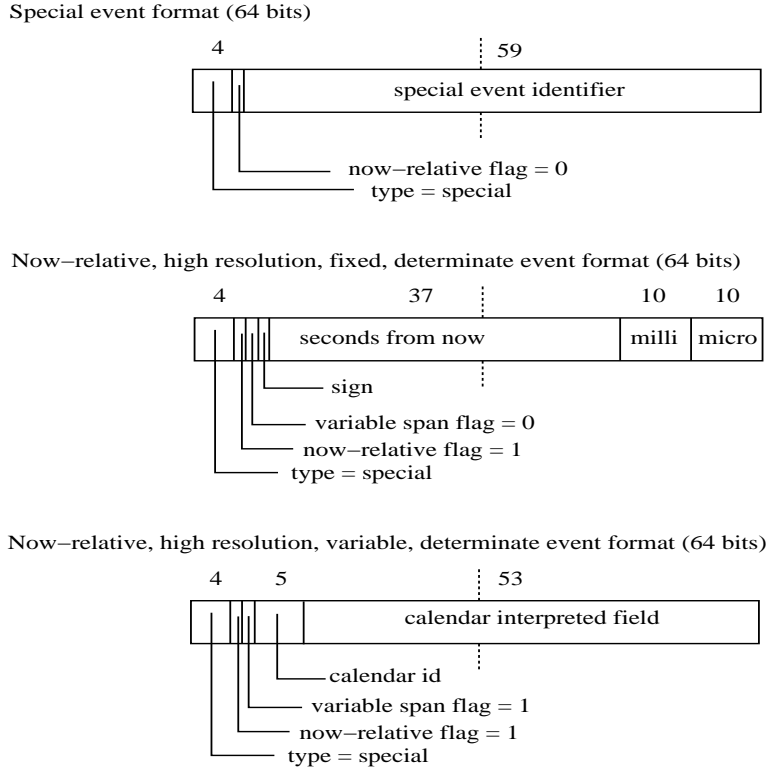 Special event format (64 bits)
4 59
special event identifier
now−relative flag = 0
type = special
Now−relative, high resolution, fixed, determinate event format (64 bits)
4 37 10 10
seconds from now milli micro
sign
variable span flag = 0
now−relative flag = 1
type = special
Now−relative, high resolution, variable, determinate event format (64 bits)
4 5 53
calendar interpreted field
calendar id
variable span flag = 1
now−relative flag = 1
type = special